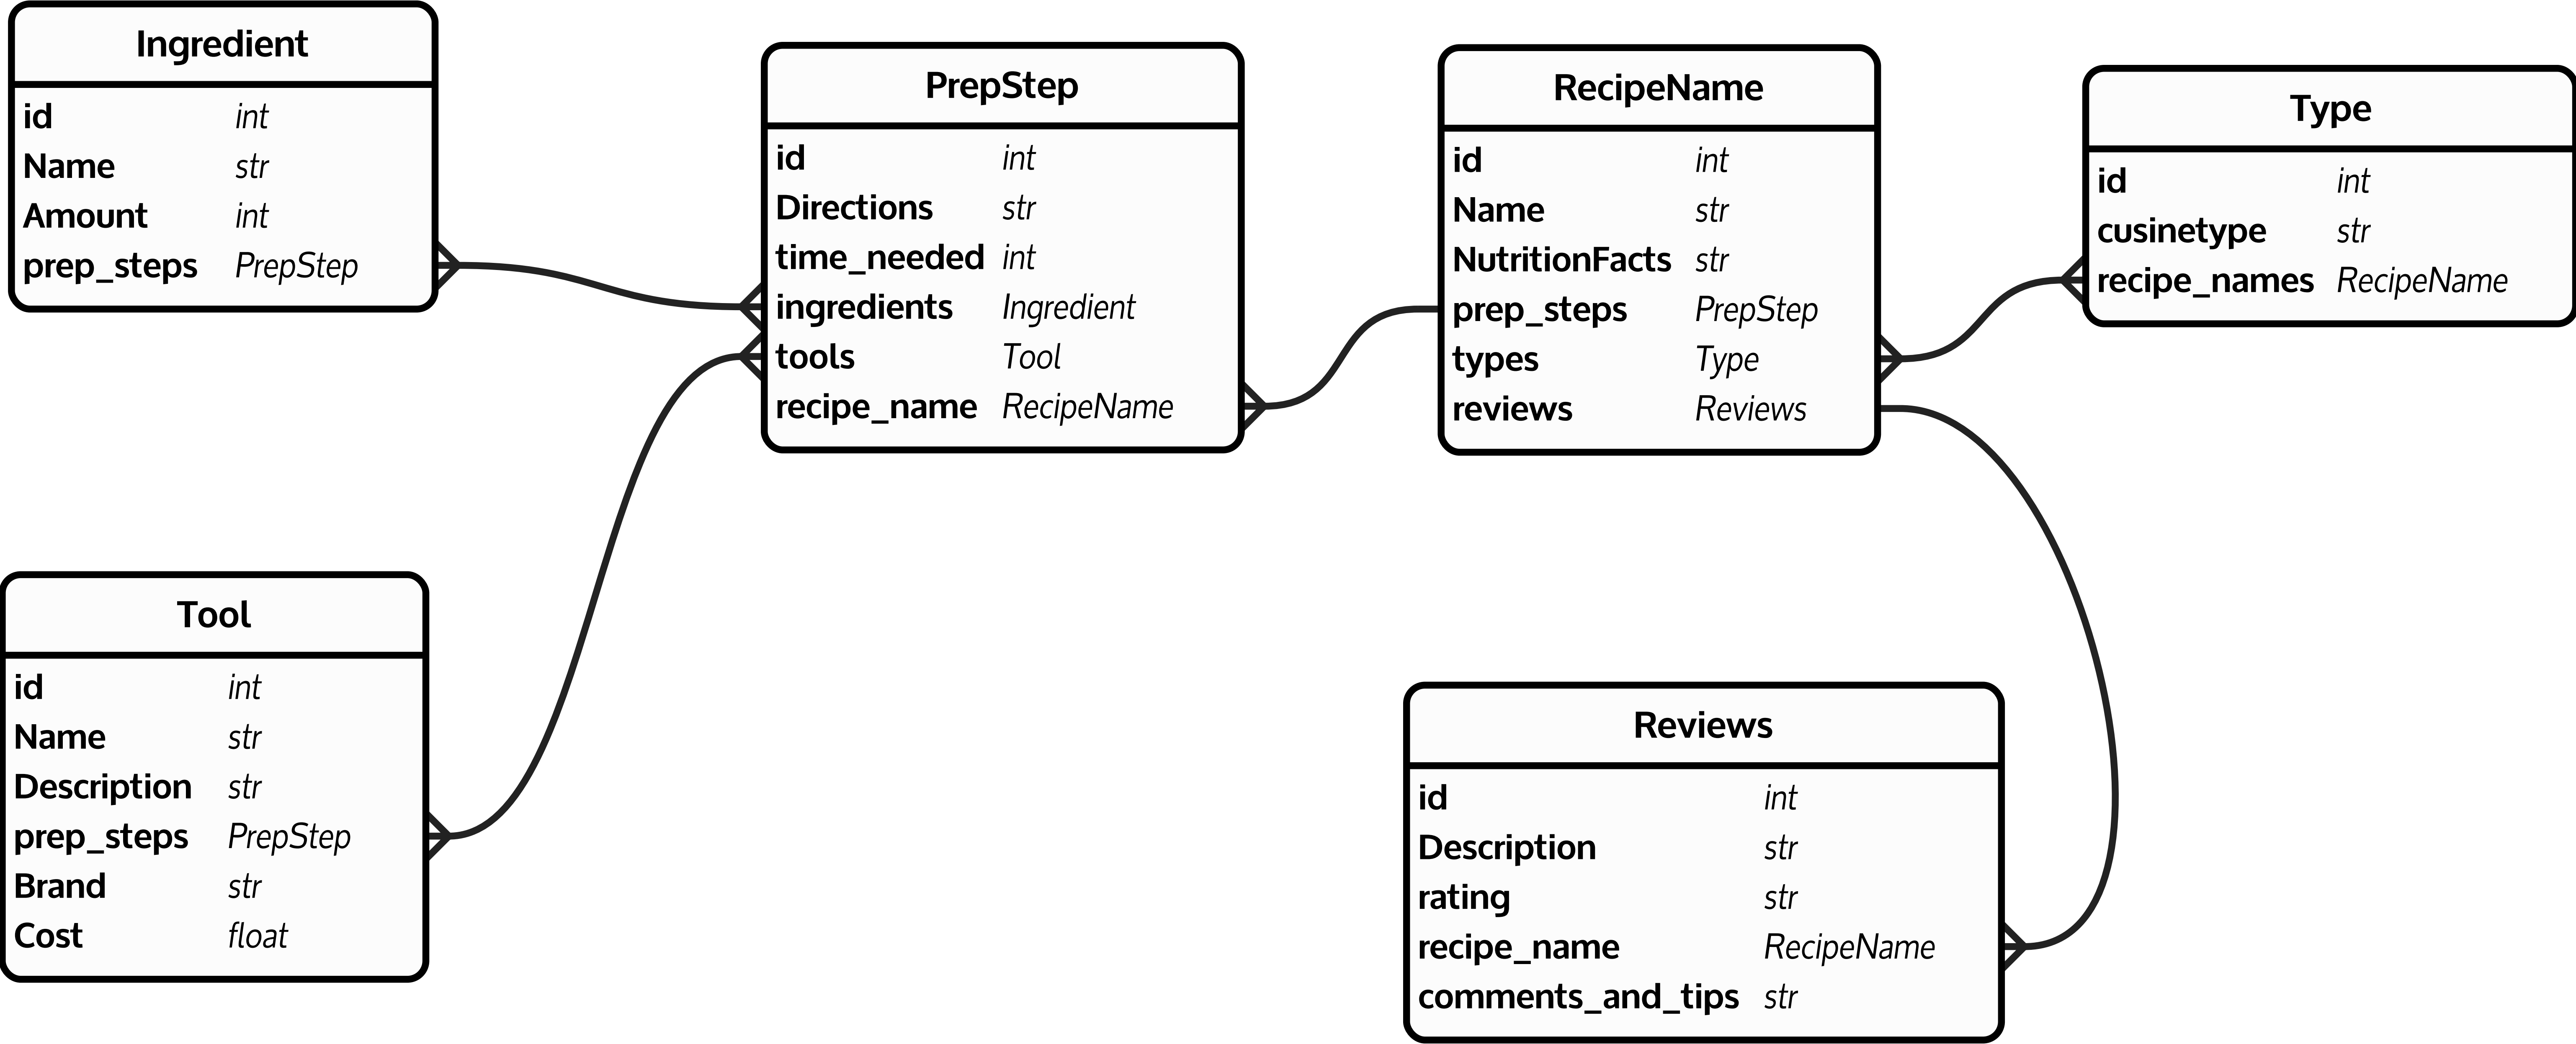 Ingredient
id int
Name str
Amount int
prep_steps PrepStep
PrepStep
id int
Directions str
time_needed int
ingredients Ingredient
tools Tool
recipe_name RecipeName
RecipeName
id int
Name str
NutritionFacts str
prep_steps PrepStep
types Type
reviews Reviews
Type
id int
cusinetype str
recipe_names RecipeName
Tool
id int
Name str
Description str
prep_steps PrepStep
Brand str
Cost float
Reviews
id int
Description str
rating str
recipe_name RecipeName
comments_and_tips str